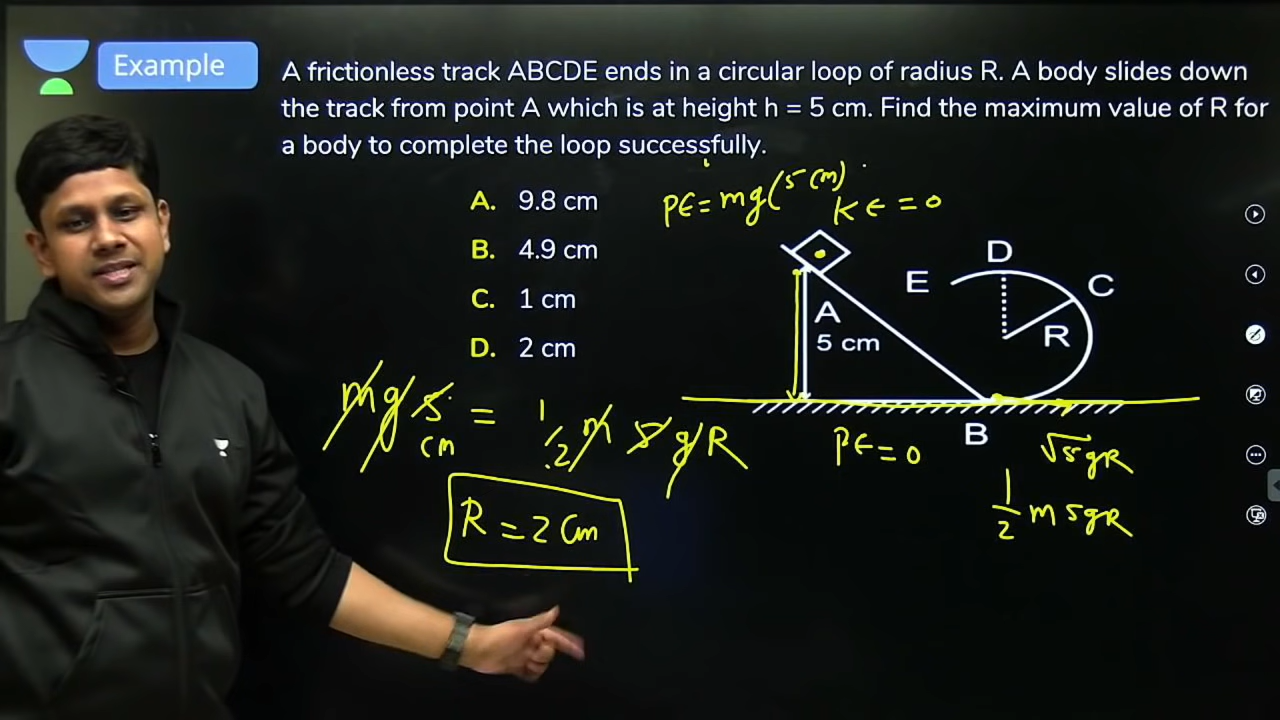 Example
A frictionless track ABCDE ends in a circular loop of radius R. A body slides down
the track from point A which is at height h = 5 cm. Find the maximum value of R for
a body to complete the loop successfully.
A. 9.8 cm
B. 4.9 cm
C. 1 cm
D. 2 cm
PE = mg(5 cm)
KE = 0
D
E
C
A
R
5 cm
B
mg 5 cm = 1/2 m 5 g R
PE = 0
√5gR
1/2 m 5gR
R = 2 cm